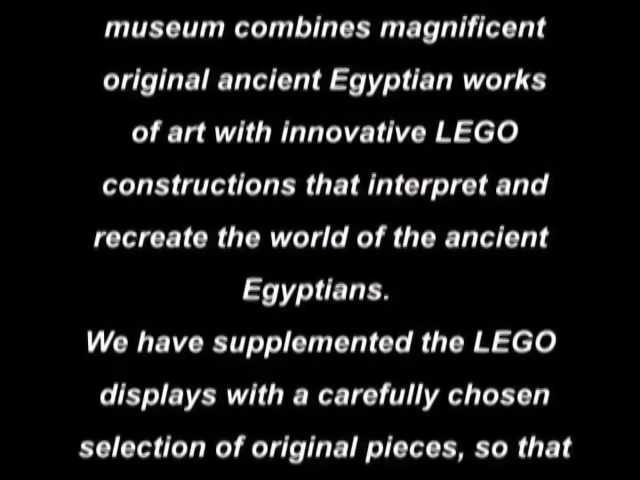 museum combines magnificent
original ancient Egyptian works
of art with innovative LEGO
constructions that interpret and
recreate the world of the ancient
Egyptians.
We have supplemented the LEGO
displays with a carefully chosen
selection of original pieces, so that